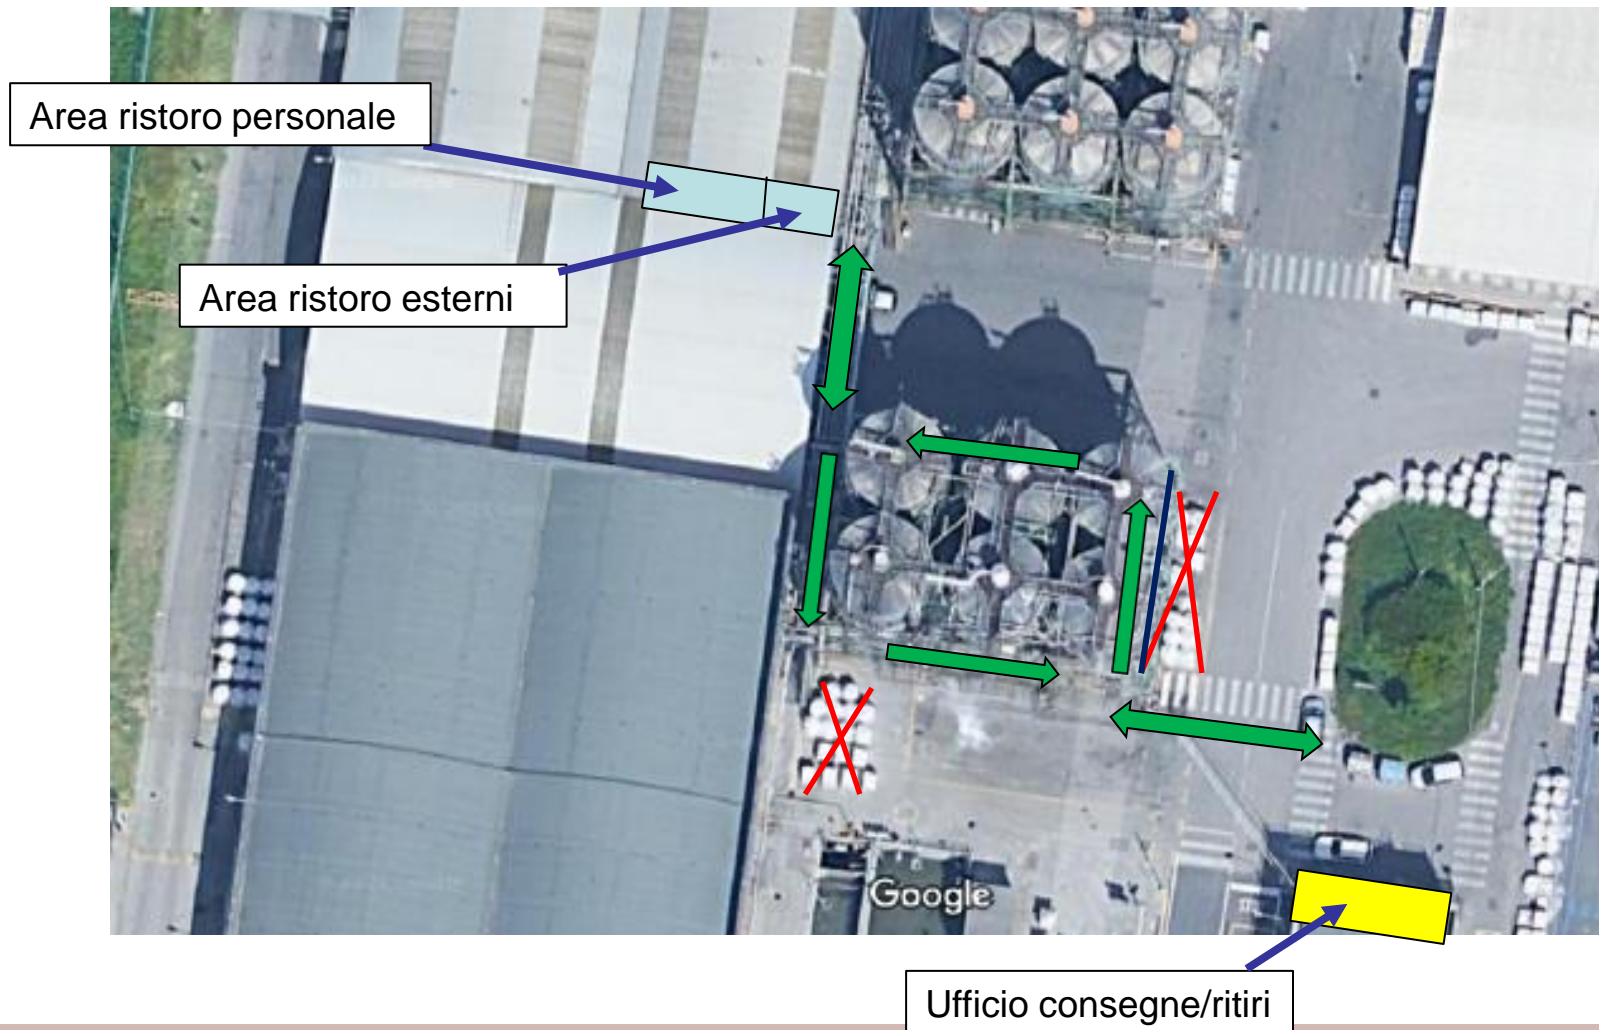 Area ristoro personale
Area ristoro esterni
Google
Ufficio consegne/ritiri